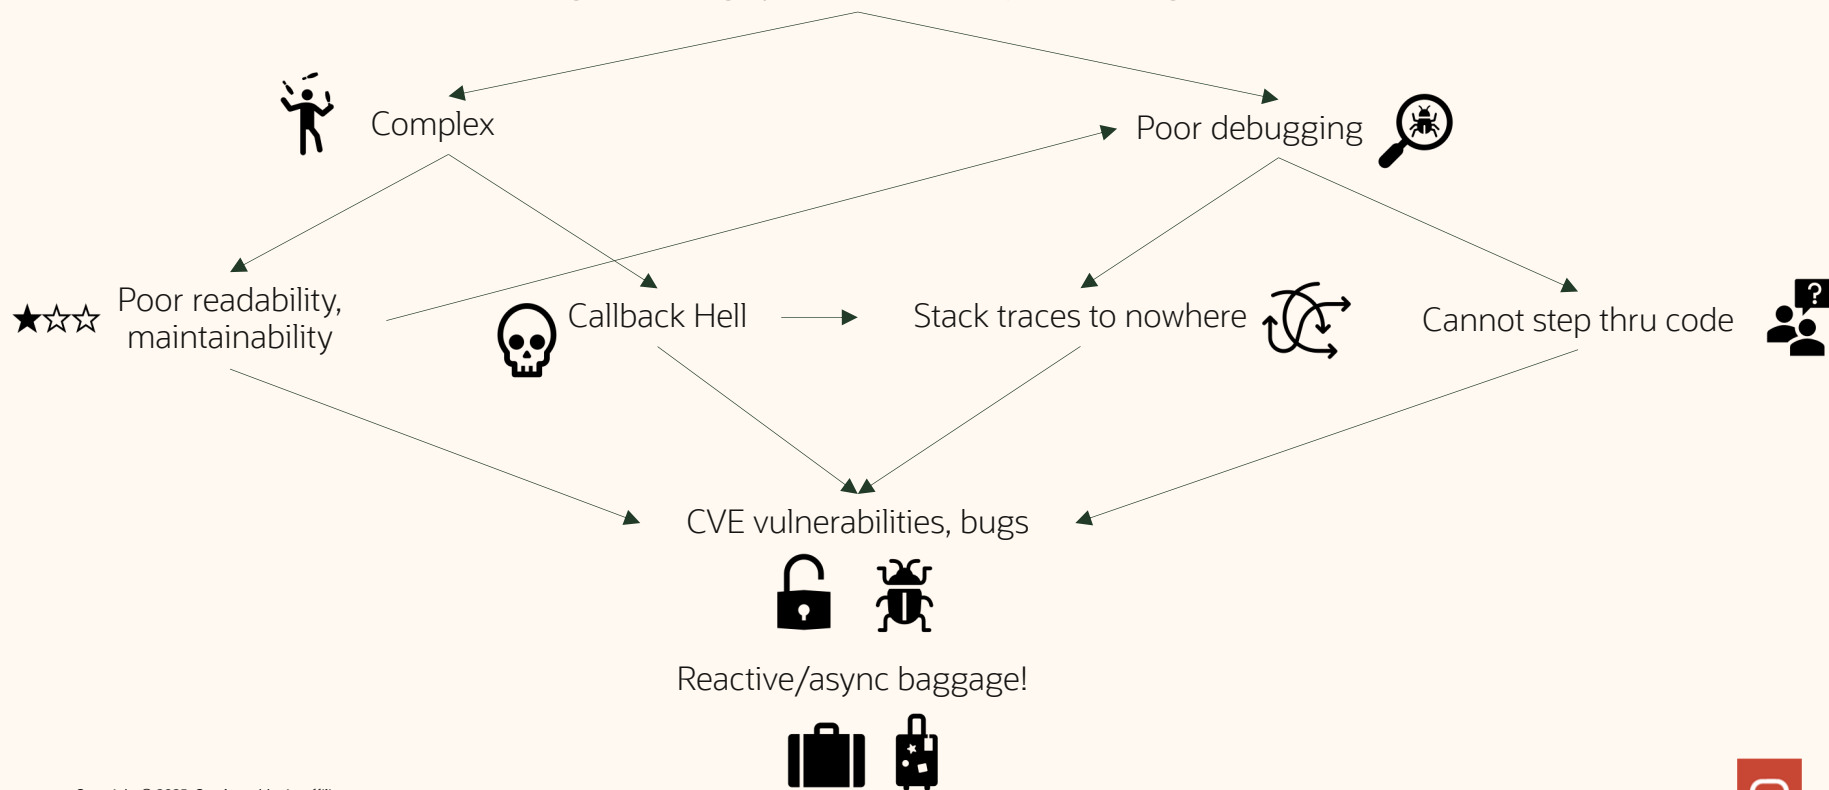 Complex
Poor debugging
Poor readability,
maintainability
Callback Hell
Stack traces to nowhere
Cannot step thru code
?
CVE vulnerabilities, bugs
Reactive/async baggage!